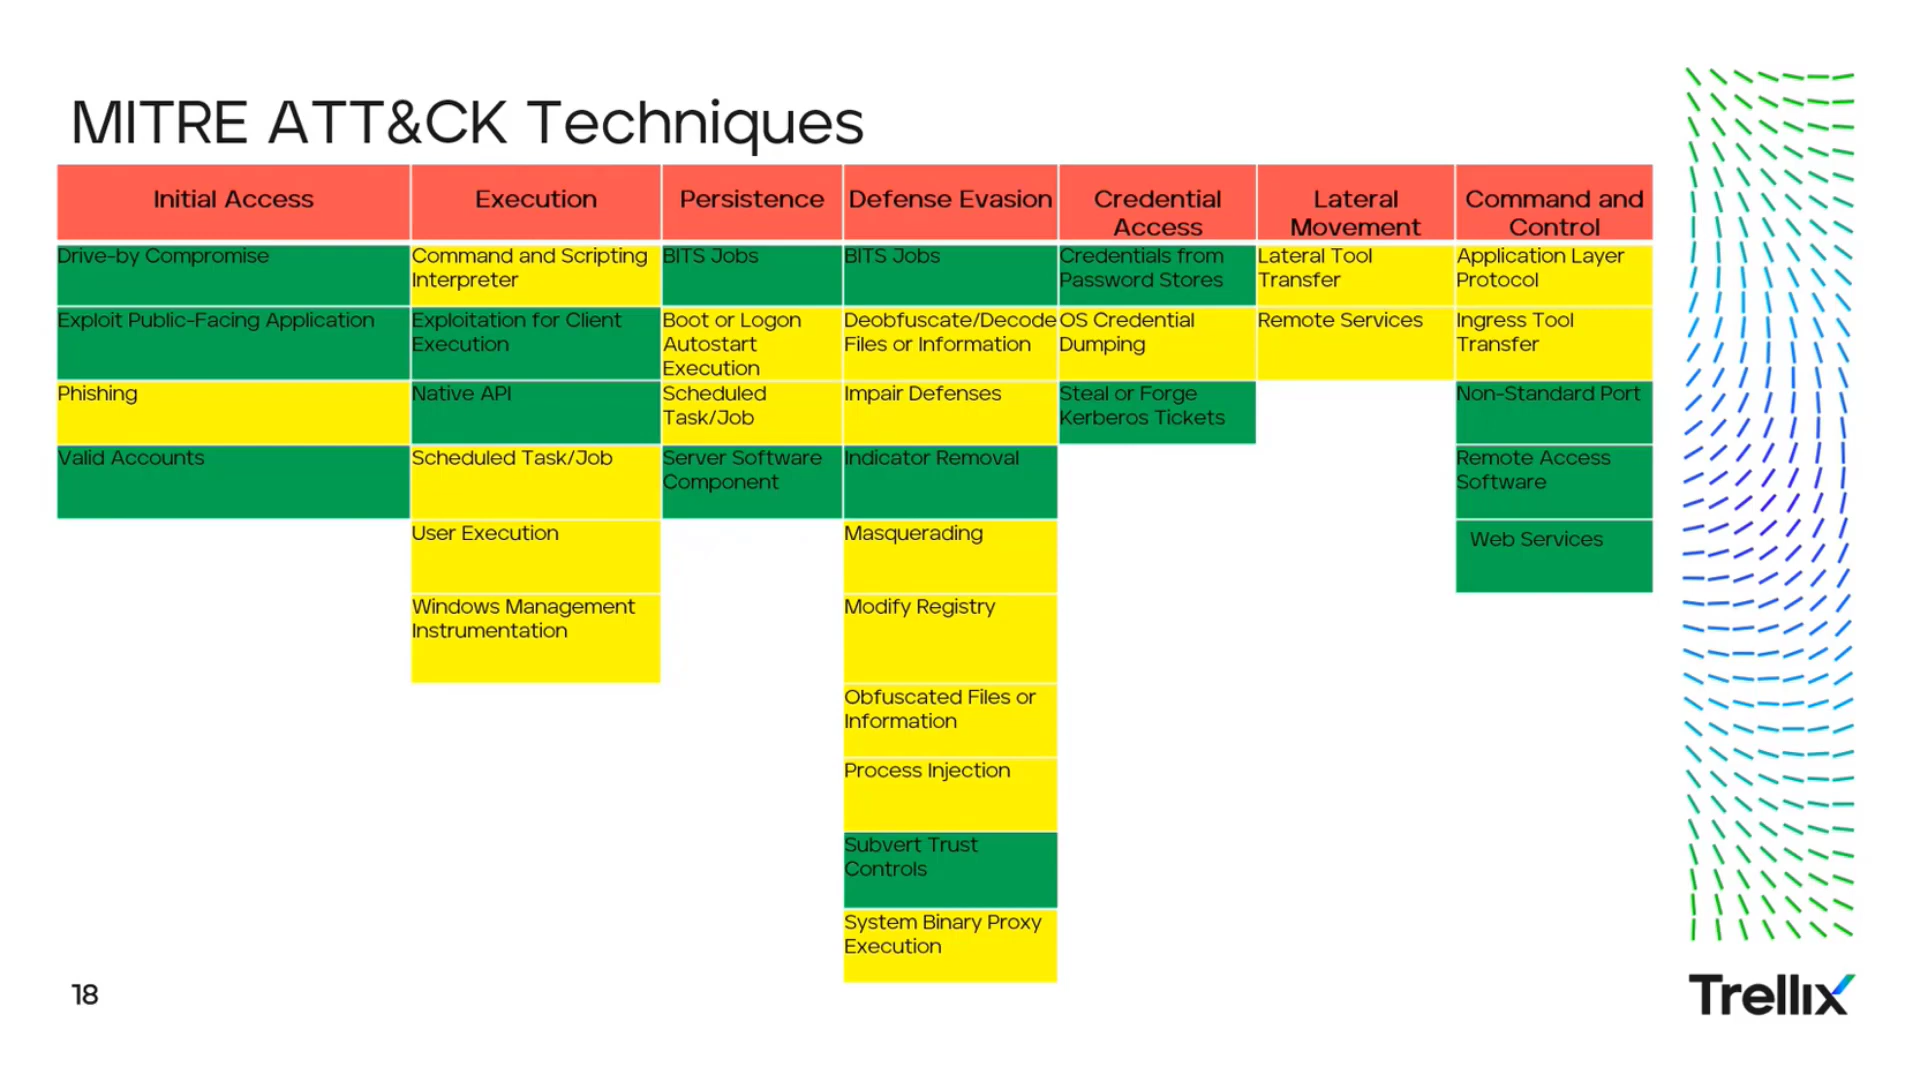 MITRE ATT&CK Techniques
Initial Access
Execution
Persistence
Defense Evasion
Credential
Access
Lateral
Movement
Command and
Control
Drive-by Compromise
Command and Scripting
Interpreter
BITS Jobs
BITS Jobs
Credentials from
Password Stores
Lateral Tool
Transfer
Application Layer
Protocol
Exploit Public-Facing Application
Exploitation for Client
Execution
Boot or Logon
Autostart
Execution
Deobfuscate/Decode
Files or Information
OS Credential
Dumping
Remote Services
Ingress Tool
Transfer
Phishing
Native API
Scheduled
Task/Job
Impair Defenses
Steal or Forge
Kerberos Tickets
Non-Standard Port
Valid Accounts
Scheduled Task/Job
Server Software
Component
Indicator Removal
Remote Access
Software
User Execution
Masquerading
Web Services
Windows Management
Instrumentation
Modify Registry
Obfuscated Files or
Information
Process Injection
Subvert Trust
Controls
System Binary Proxy
Execution
18
Trellix